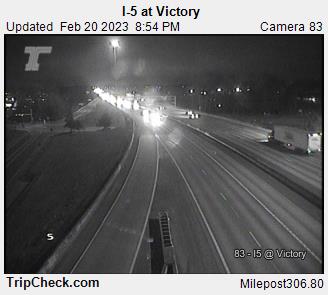 I-5 at Victory
Updated  Feb 20 2023  8:54 PM
Camera 83
T
S
83 - I5 @ Victory
TripCheck.com
Milepost306.80